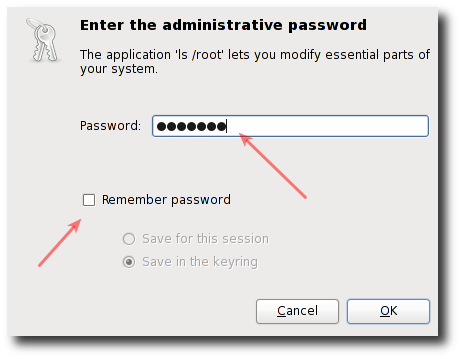 Enter the administrative password
The application 'ls /root' lets you modify essential parts of
your system.
Password: ●●●●●●●
Remember password
Save for this session
Save in the keyring
Cancel OK